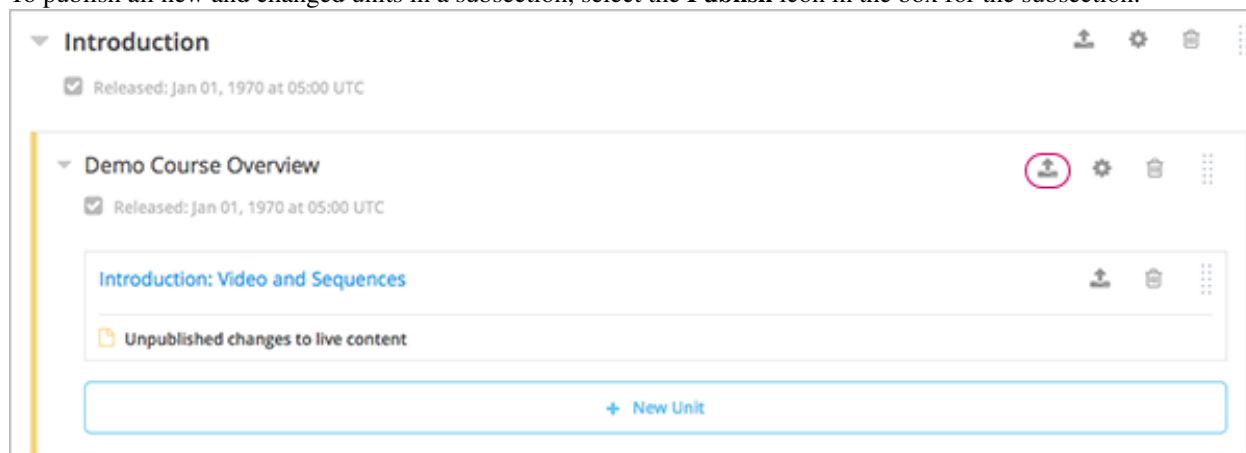 To publish all new and changed units in a subsection, select the Publish icon in the box for the subsection.
Introduction
Released: Jan 01, 1970 at 05:00 UTC
Demo Course Overview
Released: Jan 01, 1970 at 05:00 UTC
Introduction: Video and Sequences
Unpublished changes to live content
+ New Unit